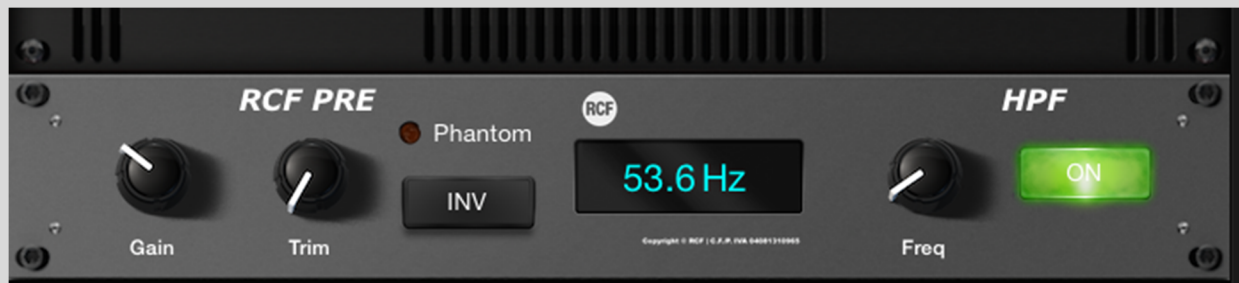 RCF PRE
HPF
RCF
Phantom
53.6 Hz
ON
INV
Gain
Trim
Copyright © RCF | C.F./P. IVA 04081310965
Freq